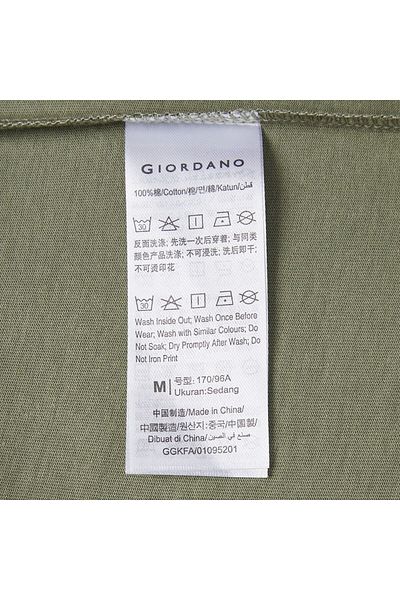 GIORDANO
100%棉/Cotton/棉/면/綿/Katun/قطن
30
反面洗涤; 先洗一次后穿着; 与同类
颜色产品洗涤; 不可浸洗; 洗后即干;
不可烫印花
30
Wash Inside Out; Wash Once Before
Wear; Wash with Similar Colours; Do
Not Soak; Dry Promptly After Wash; Do
Not Iron Print
M 号型: 170/96A
Ukuran: Sedang
中国制造/Made in China/
中國製造/원산지:중국/中国製/
Dibuat di China/صنع في الصين
GGKFA/01095201